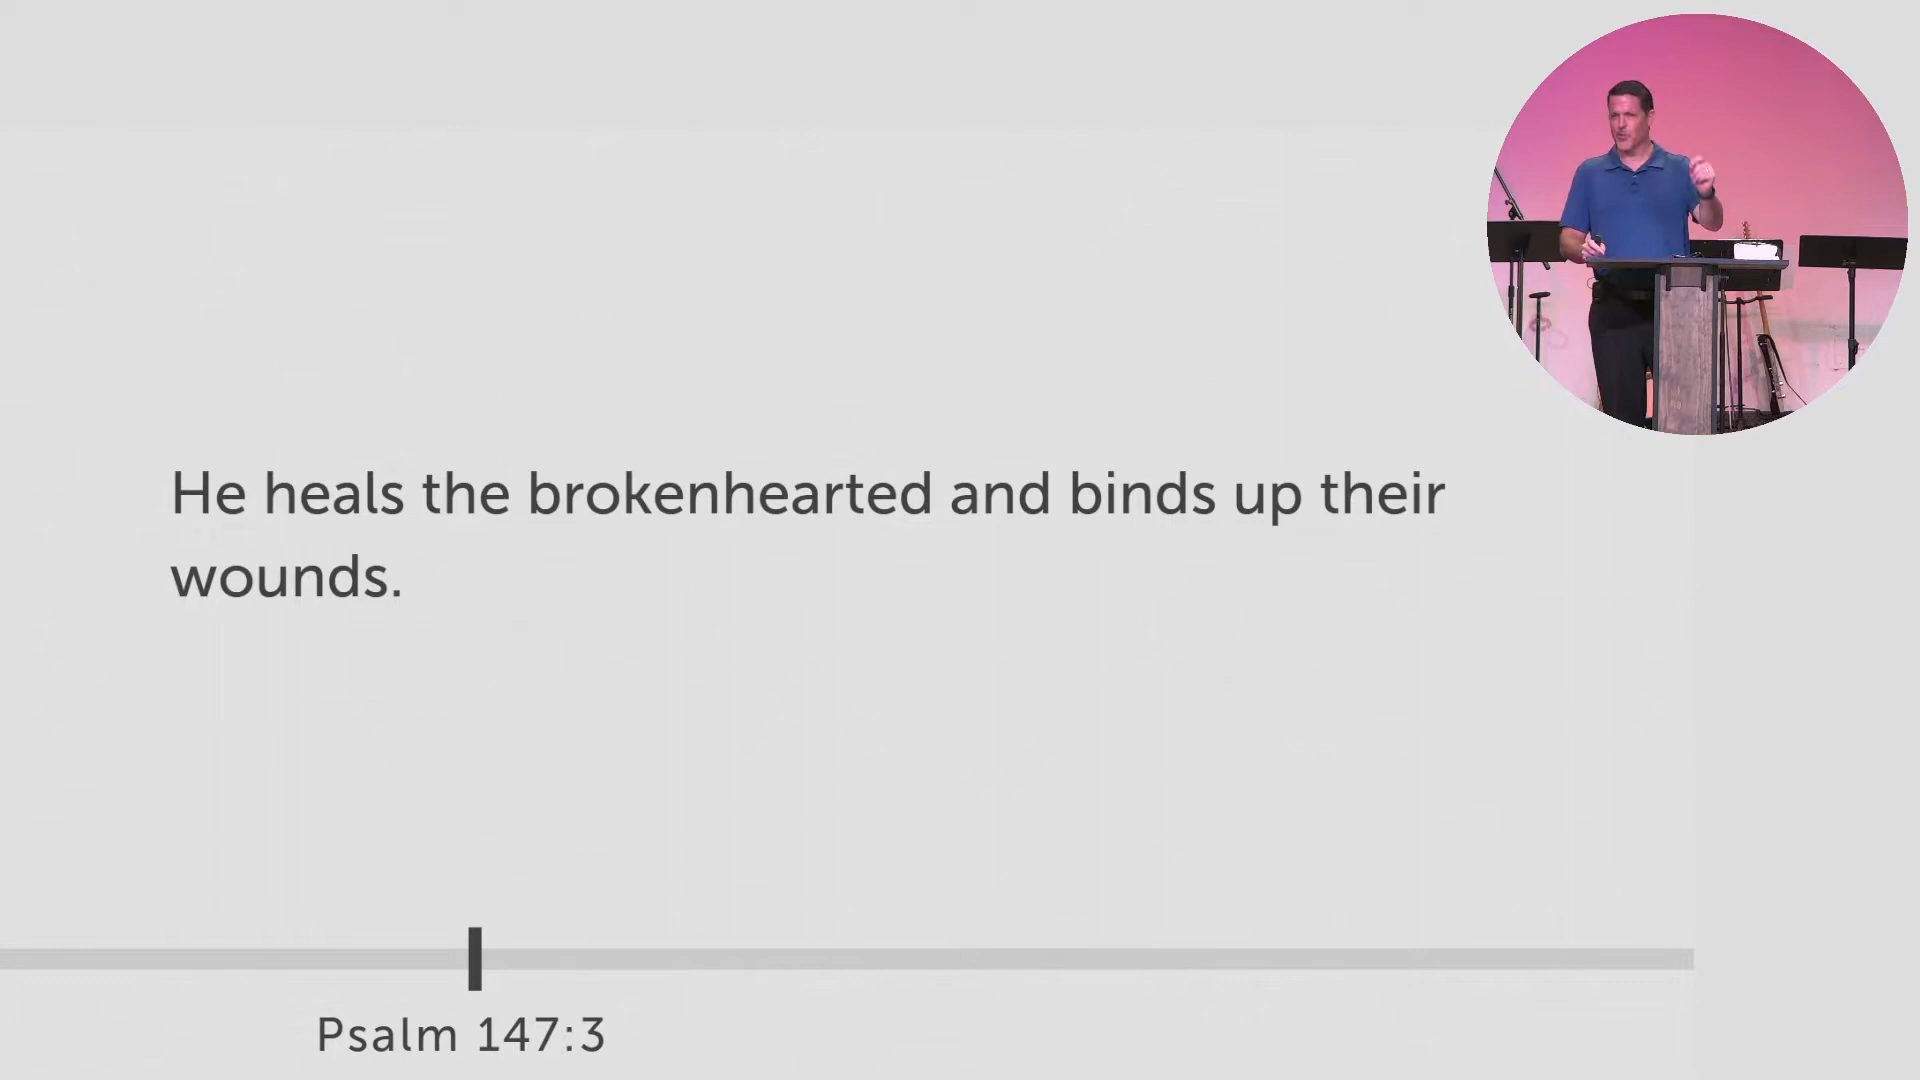 He heals the brokenhearted and binds up their
wounds.
Psalm 147:3